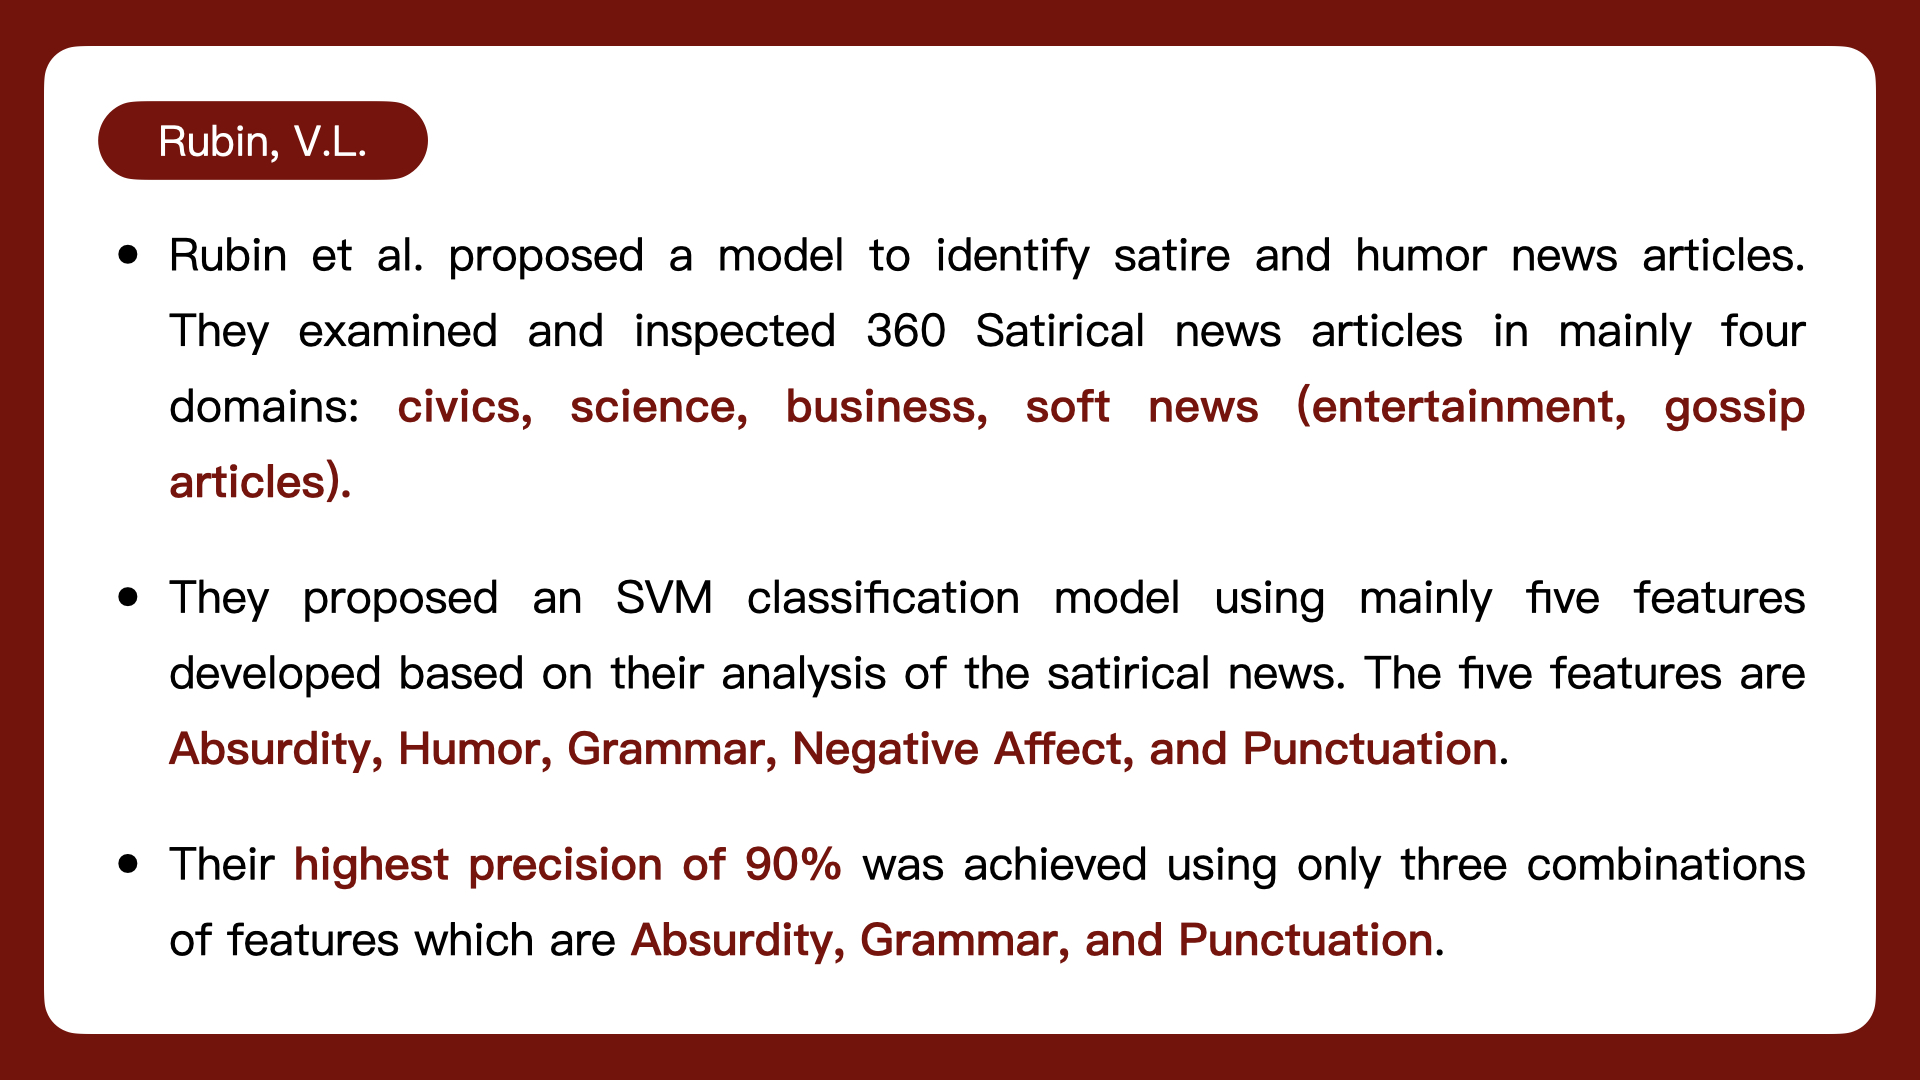 Rubin, V.L.
• Rubin et al. proposed a model to identify satire and humor news articles.
They examined and inspected 360 Satirical news articles in mainly four
domains: civics, science, business, soft news (entertainment, gossip
articles).
• They proposed an SVM classification model using mainly five features
developed based on their analysis of the satirical news. The five features are
Absurdity, Humor, Grammar, Negative Affect, and Punctuation.
• Their highest precision of 90% was achieved using only three combinations
of features which are Absurdity, Grammar, and Punctuation.